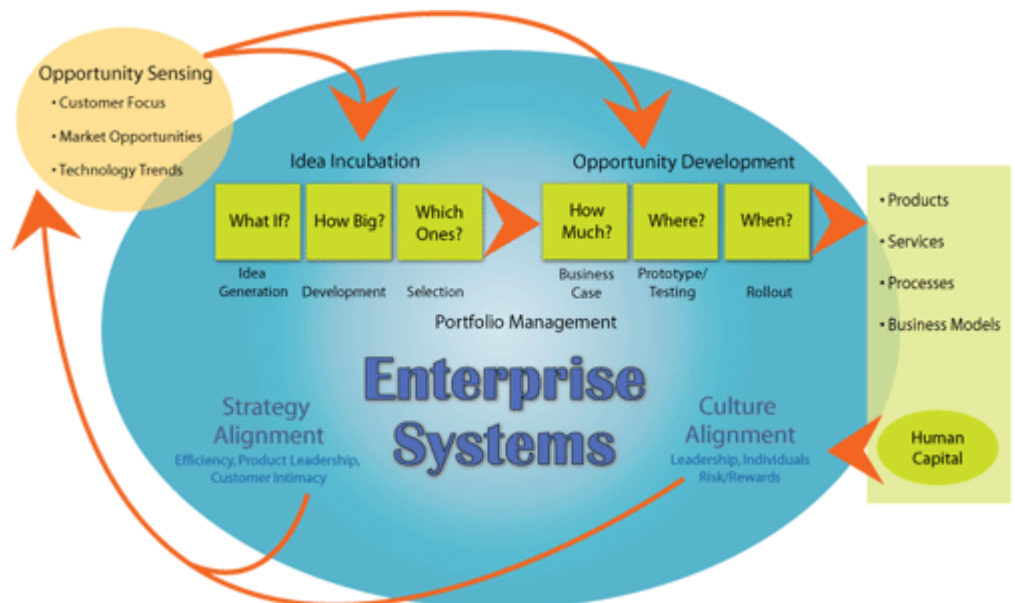 Opportunity Sensing
• Customer Focus
• Market Opportunities
• Technology Trends
Idea Incubation
What If?
How Big?
Which
Ones?
Idea
Generation
Development
Selection
Opportunity Development
How
Much?
Where?
When?
Business
Case
Prototype/
Testing
Rollout
Portfolio Management
• Products
• Services
• Processes
• Business Models
Enterprise
Systems
Strategy
Alignment
Efficiency, Product Leadership,
Customer Intimacy
Culture
Alignment
Leadership, Individuals
Risk/Rewards
Human
Capital